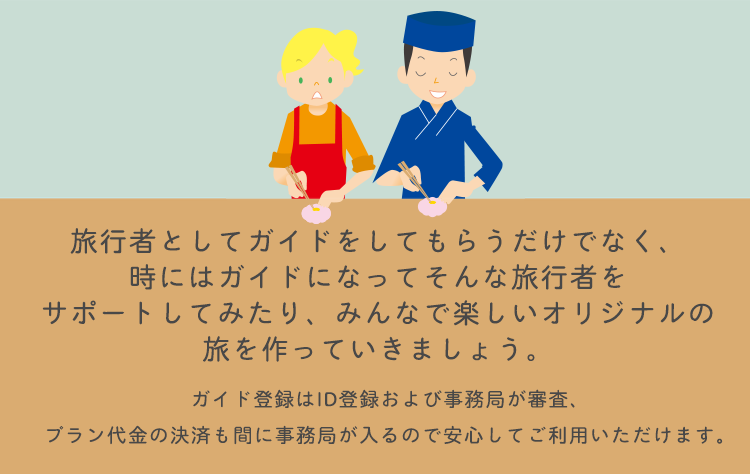 旅行者としてガイドをしてもらうだけでなく、
時にはガイドになってそんな旅行者を
サポートしてみたり、みんなで楽しいオリジナルの
旅を作っていきましょう。
ガイド登録はID登録および事務局が審査、
プラン代金の決済も間に事務局が入るので安心してご利用いただけます。